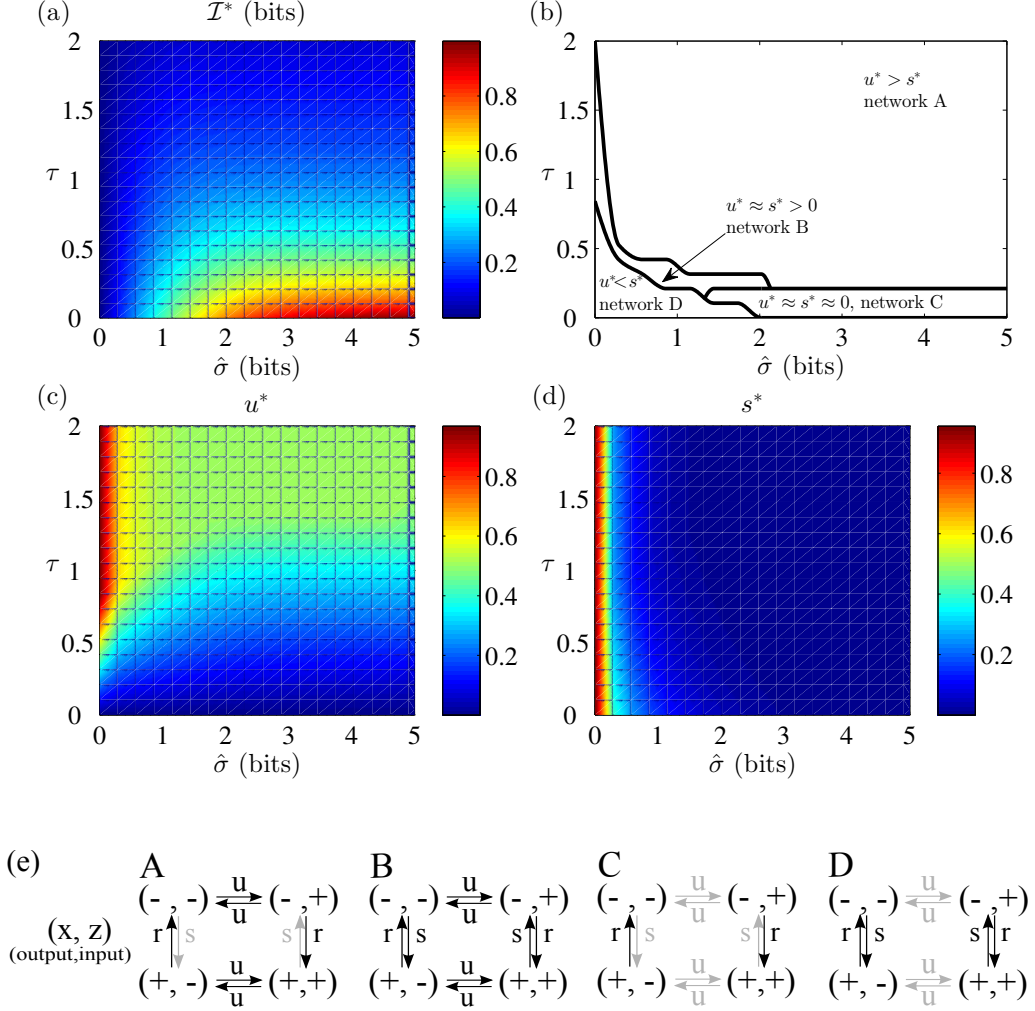 (a)
𝓘* (bits)
2
1.5
τ
1
0.5
0
0 1 2 3 4 5
σ̂ (bits)
0.8
0.6
0.4
0.2
(b)
2
1.5
τ
1
0.5
0
u* > s*
network A
u* ≈ s* > 0
network B
u* < s*
network D
u* ≈ s* ≈ 0, network C
0 1 2 3 4 5
σ̂ (bits)
(c)
u*
2
1.5
τ
1
0.5
0
0 1 2 3 4 5
σ̂ (bits)
0.8
0.6
0.4
0.2
(d)
s*
2
1.5
τ
1
0.5
0
0 1 2 3 4 5
σ̂ (bits)
0.8
0.6
0.4
0.2
(e)
(x, z)
(output,input)
A
(- , -) u u (- ,+)
r s s r
(+, -) u u (+,+)
B
(- , -) u u (- ,+)
r s s r
(+, -) u u (+,+)
C
(- , -) u u (- ,+)
r s s r
(+, -) u u (+,+)
D
(- , -) u u (- ,+)
r s s r
(+, -) u u (+,+)